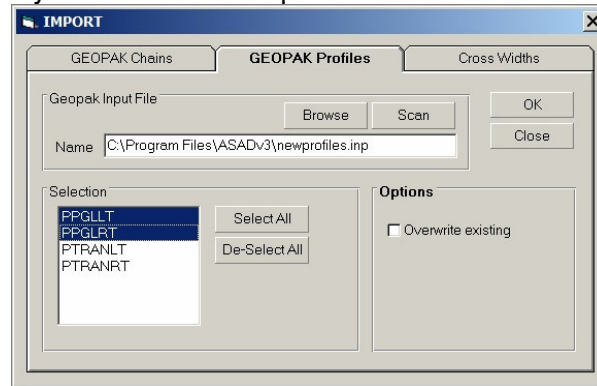 IMPORT
GEOPAK Chains
GEOPAK Profiles
Cross Widths
Geopak Input File
Browse
Scan
OK
Name
C:\Program Files\ASADv3\newprofiles.inp
Close
Selection
Options
PPGLLT
PPGLRT
PTRANLT
PTRANRT
Select All
De-Select All
Overwrite existing